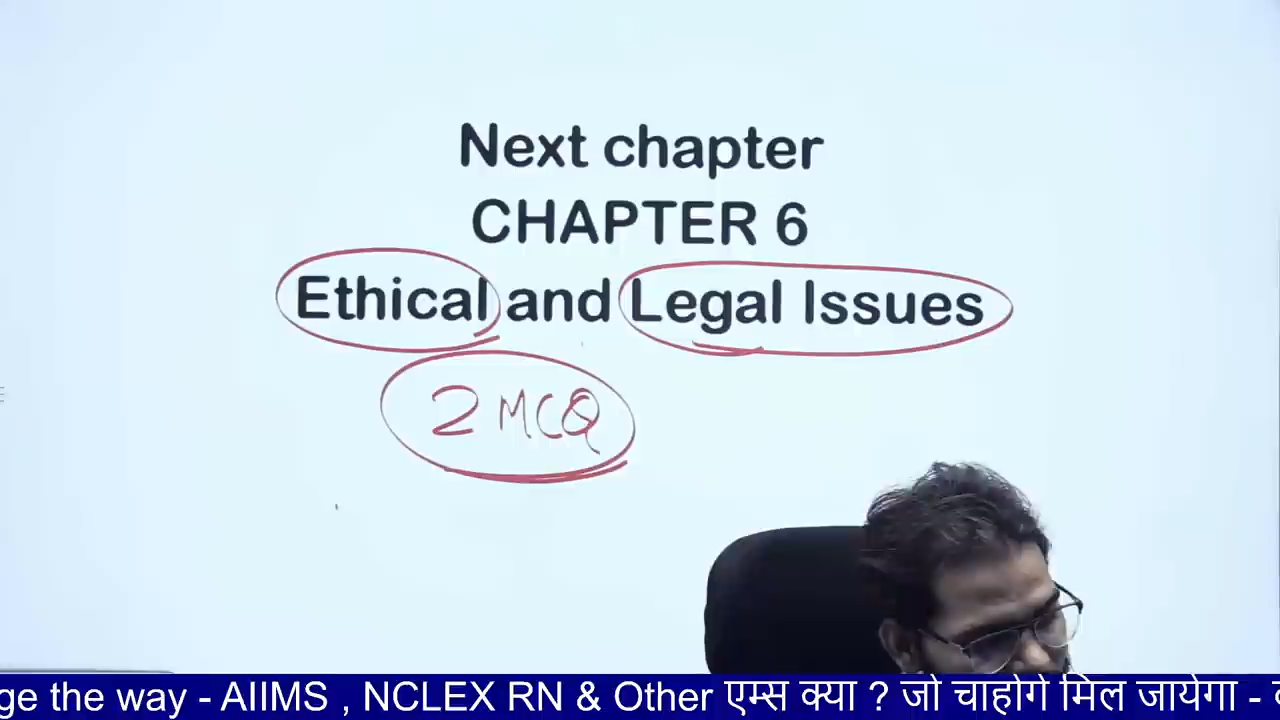 Next chapter
CHAPTER 6
Ethical and Legal Issues
2 MCQ
ge the way - AIIMS , NCLEX RN & Other एम्स क्या ? जो चाहोगे मिल जायेगा -